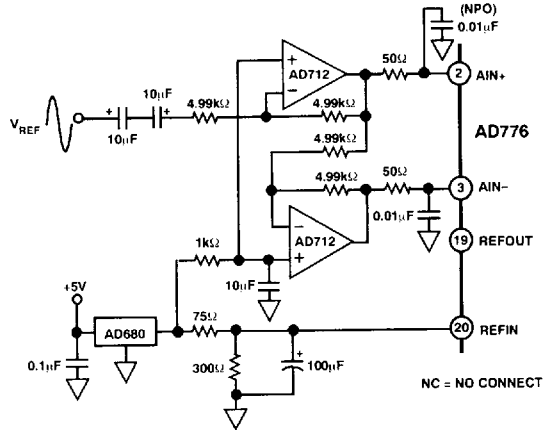 (NPO)
0.01µF
50Ω
2 AIN+
AD712
+
−
10µF
+
+
10µF
4.99kΩ
4.99kΩ
VREF
AD776
4.99kΩ
4.99kΩ
50Ω
3 AIN−
−
+
AD712
0.01µF
19 REFOUT
1kΩ
10µF
+5V
AD680
75Ω
20 REFIN
0.1µF
300Ω
+
100µF
NC = NO CONNECT